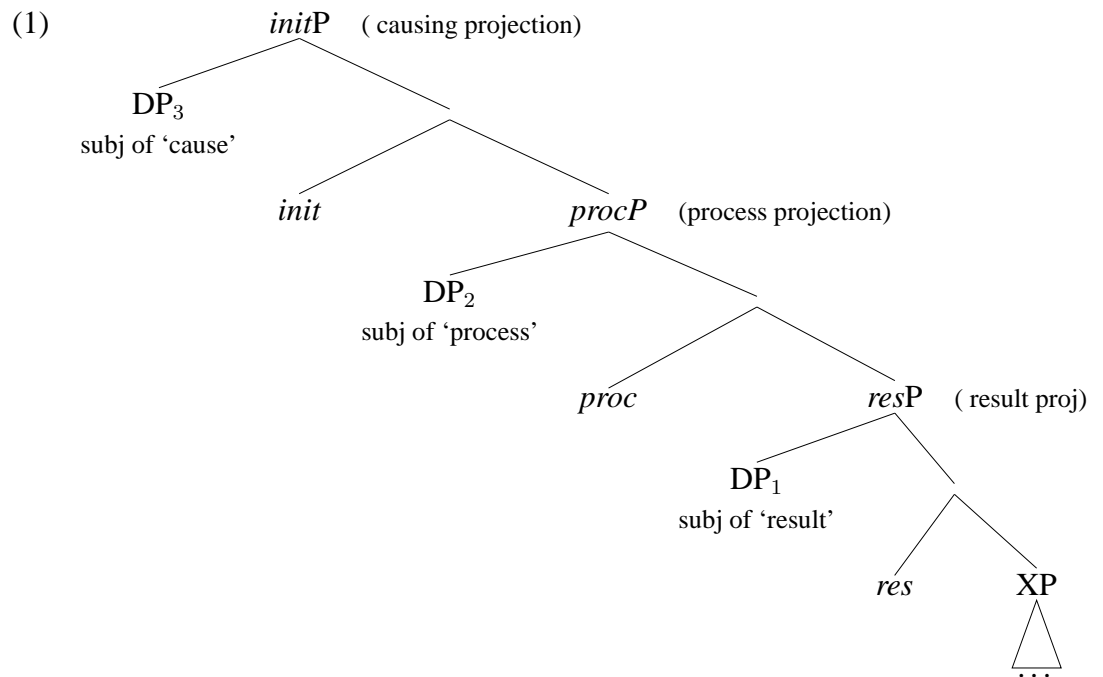 (1) initP ( causing projection)
DP₃
subj of ‘cause’
init procP (process projection)
DP₂
subj of ‘process’
proc resP ( result proj)
DP₁
subj of ‘result’
res XP
...